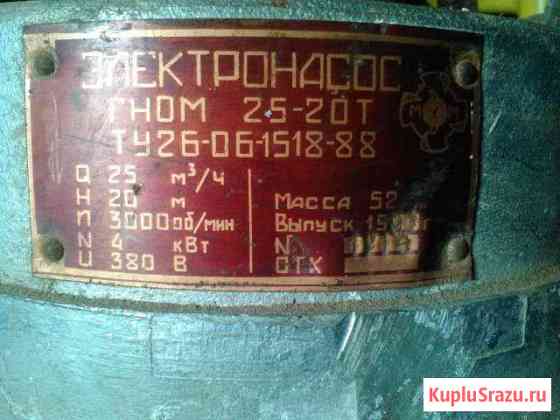 ЭЛЕКТРОНАСОС
ГНОМ 25-20Т
ТУ26-06-1518-88
Q 25 м³/ч
H 20 м
n 3000 об/мин
N 4 кВт
U 380 В
Масса 52
Выпуск
№
ОТК
KupluSrazu.ru